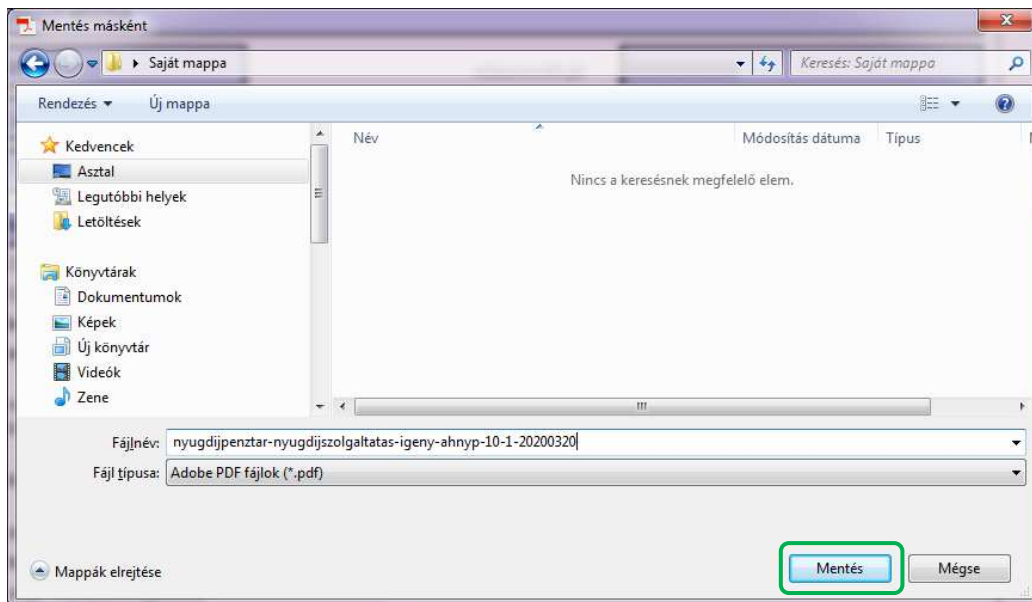 Mentés másként
Saját mappa
Keresés: Saját mappa
Rendezés
Új mappa
Név
Módosítás dátuma
Típus
Nincs a keresésnek megfelelő elem.
Kedvencek
Asztal
Legutóbbi helyek
Letöltések
Könyvtárak
Dokumentumok
Képek
Új könyvtár
Videók
Zene
Fájlnév: nyugdijpenztar-nyugdijszolgaltatas-igeny-ahnyp-10-1-20200320
Fájl típusa: Adobe PDF fájlok (*.pdf)
Mappák elrejtése
Mentés
Mégse